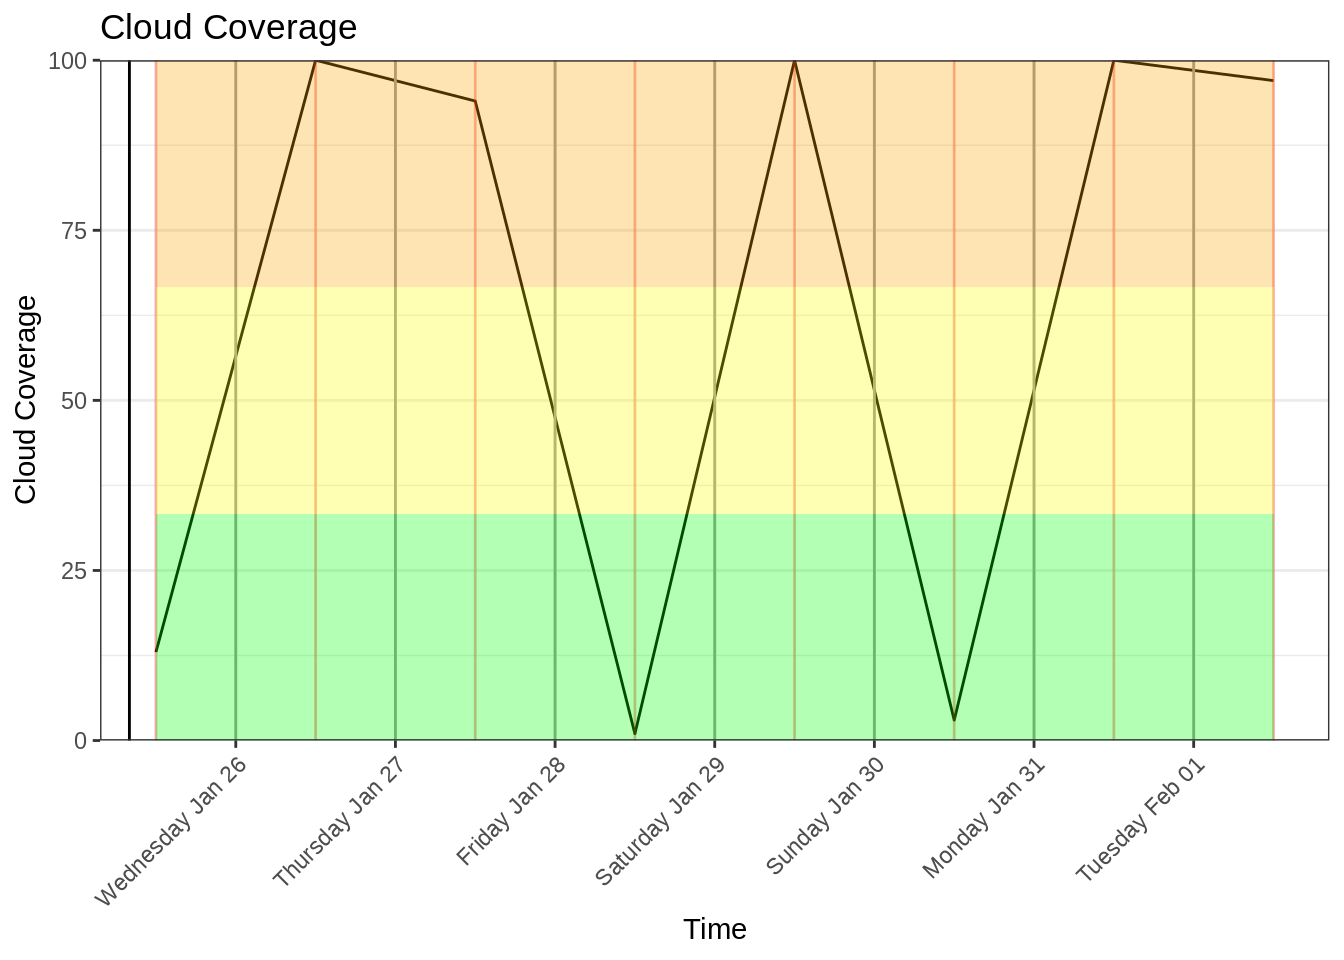 Cloud Coverage
100
75
50
25
0
Cloud Coverage
Wednesday Jan 26
Thursday Jan 27
Friday Jan 28
Saturday Jan 29
Sunday Jan 30
Monday Jan 31
Tuesday Feb 01
Time